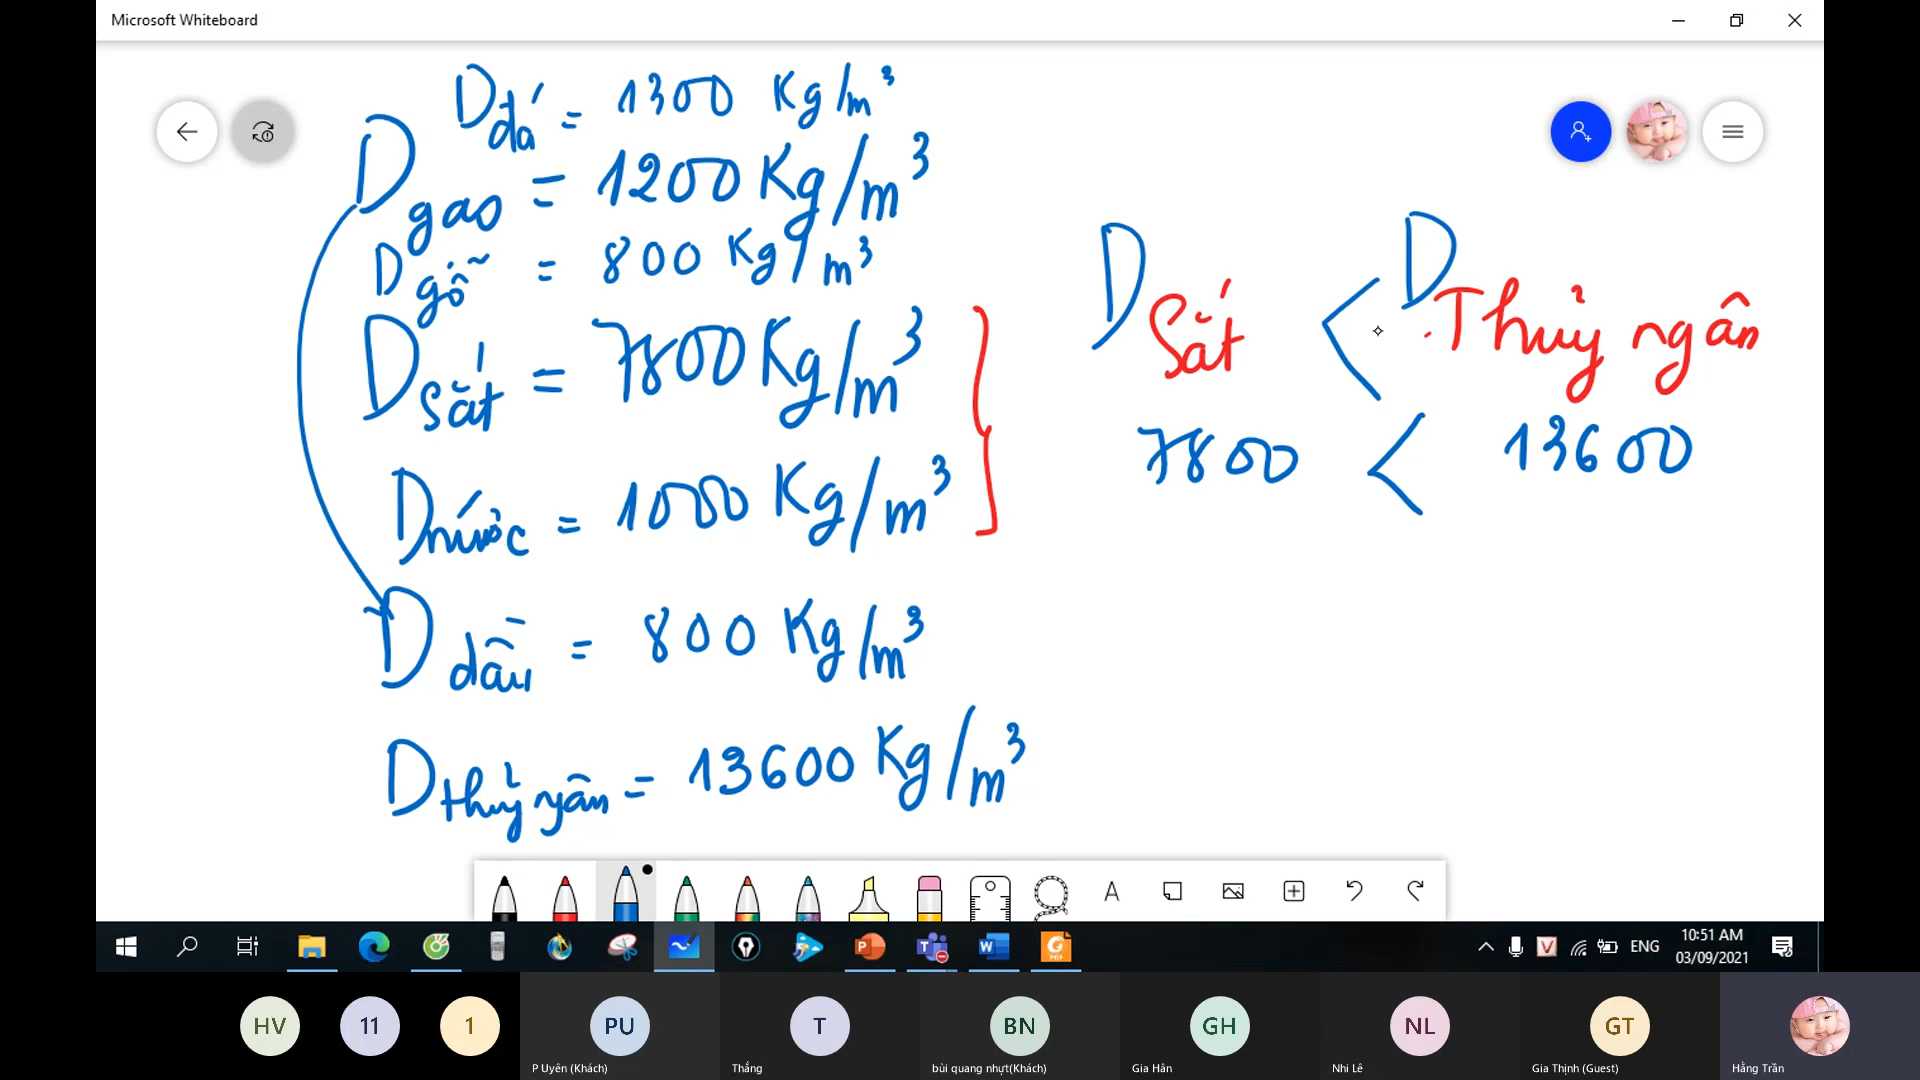 Microsoft Whiteboard
D đá = 1300 Kg/m³
D gao = 1200 Kg/m³
D gỗ = 800 Kg/m³
D sắt = 7800 Kg/m³
D nước = 1000 Kg/m³
D dầu = 800 Kg/m³
D thủy ngân = 13600 Kg/m³
D Sắt < D Thủy ngân
7800 < 13600
A
ENG
10:51 AM
03/09/2021
HV
11
1
PU
T
BN
GH
NL
GT
P Uyên (Khách)
Thắng
bùi quang nhựt(Khách)
Gia Hân
Nhi Lê
Gia Thịnh (Guest)
Hằng Trần